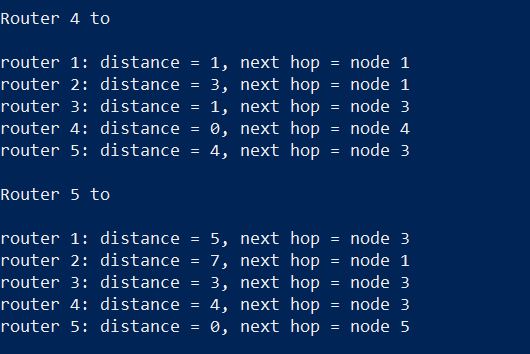 Router 4 to
router 1: distance = 1, next hop = node 1
router 2: distance = 3, next hop = node 1
router 3: distance = 1, next hop = node 3
router 4: distance = 0, next hop = node 4
router 5: distance = 4, next hop = node 3
Router 5 to
router 1: distance = 5, next hop = node 3
router 2: distance = 7, next hop = node 1
router 3: distance = 3, next hop = node 3
router 4: distance = 4, next hop = node 3
router 5: distance = 0, next hop = node 5